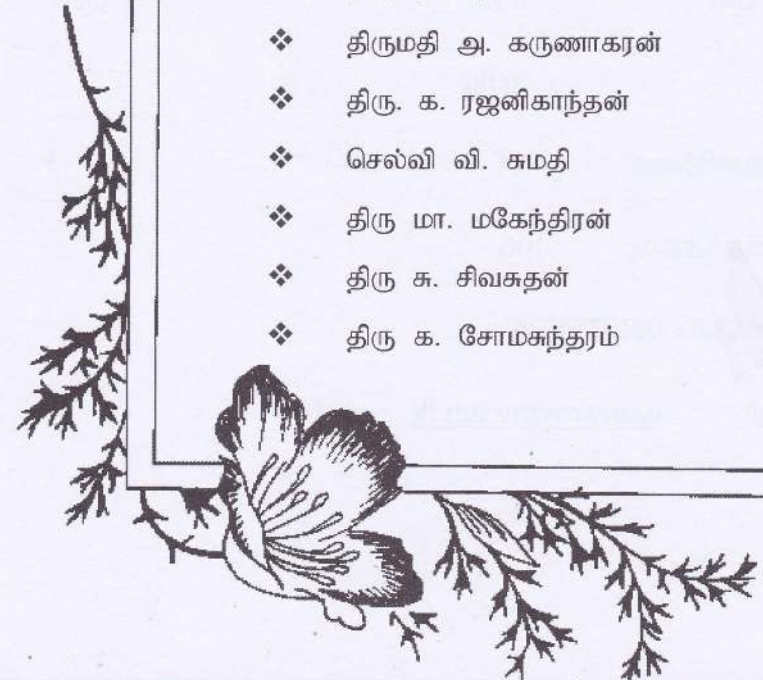 ❖ திருமதி அ. கருணாகரன்
❖ திரு. க. ரஜனிகாந்தன்
❖ செல்வி வி. சுமதி
❖ திரு மா. மகேந்திரன்
❖ திரு சு. சிவசுதன்
❖ திரு க. சோமசுந்தரம்